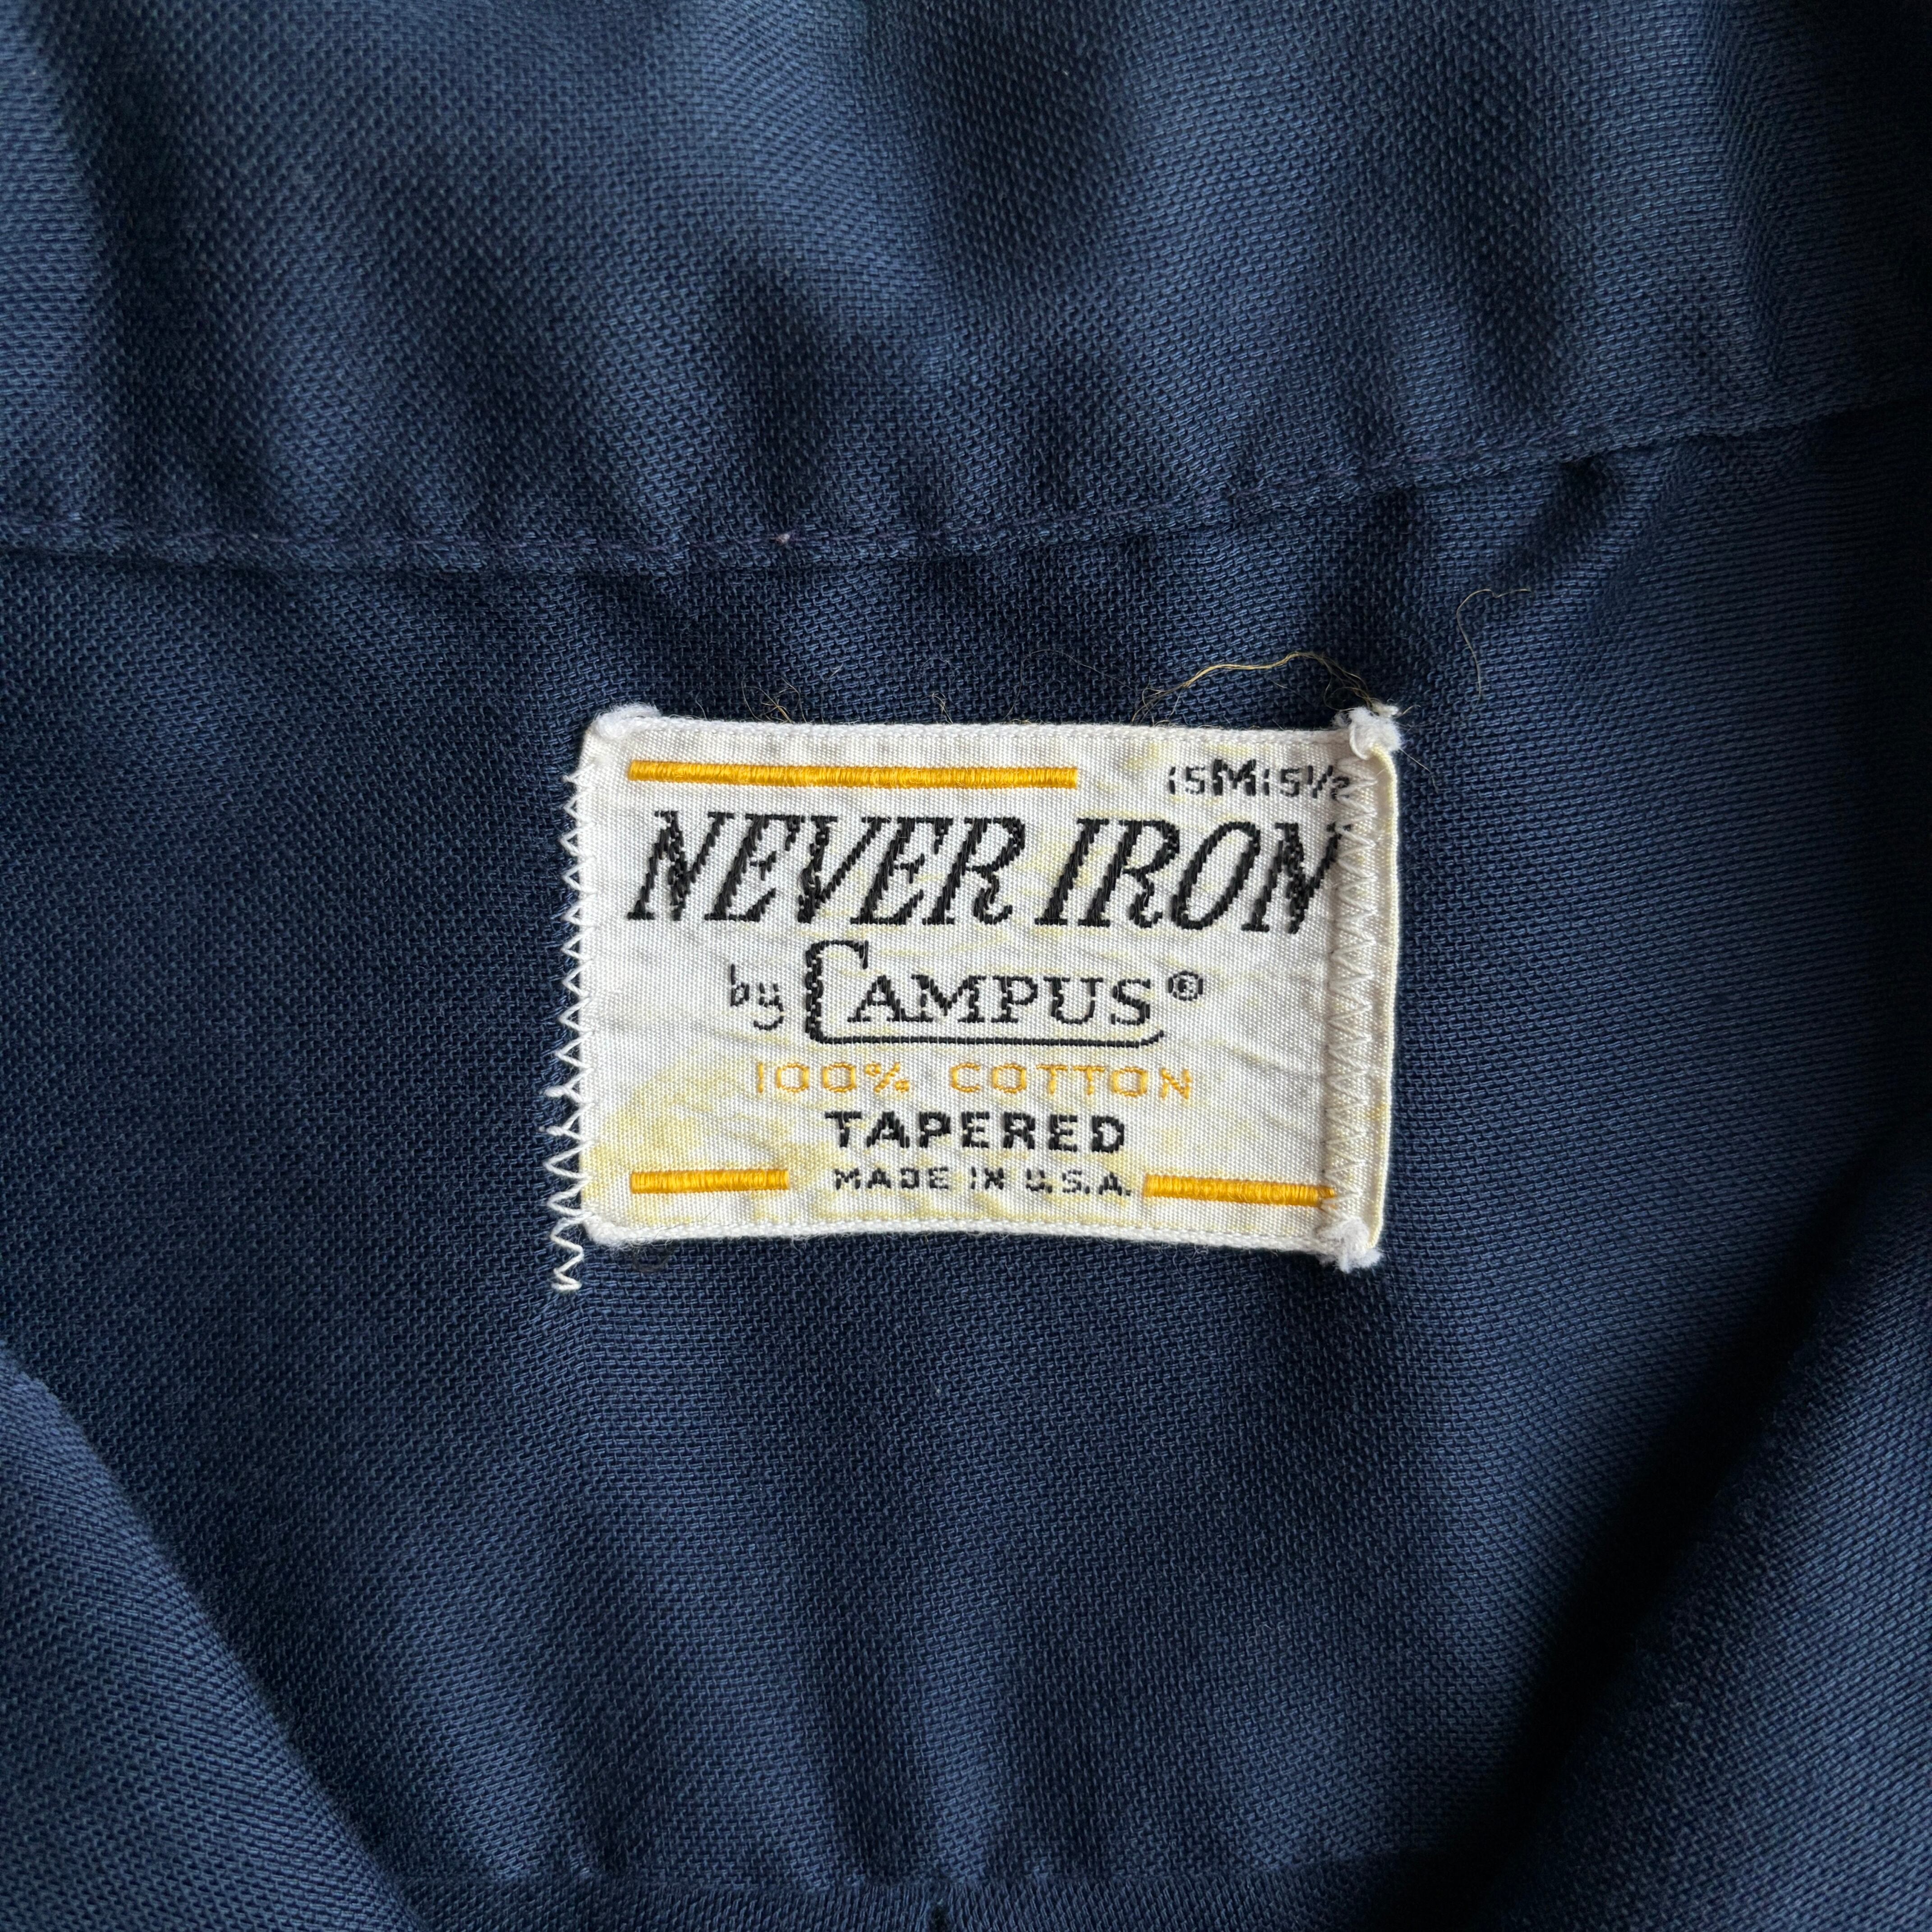 15M15½
NEVER IRON
by CAMPUS®
100% COTTON
TAPERED
MADE IN U.S.A.